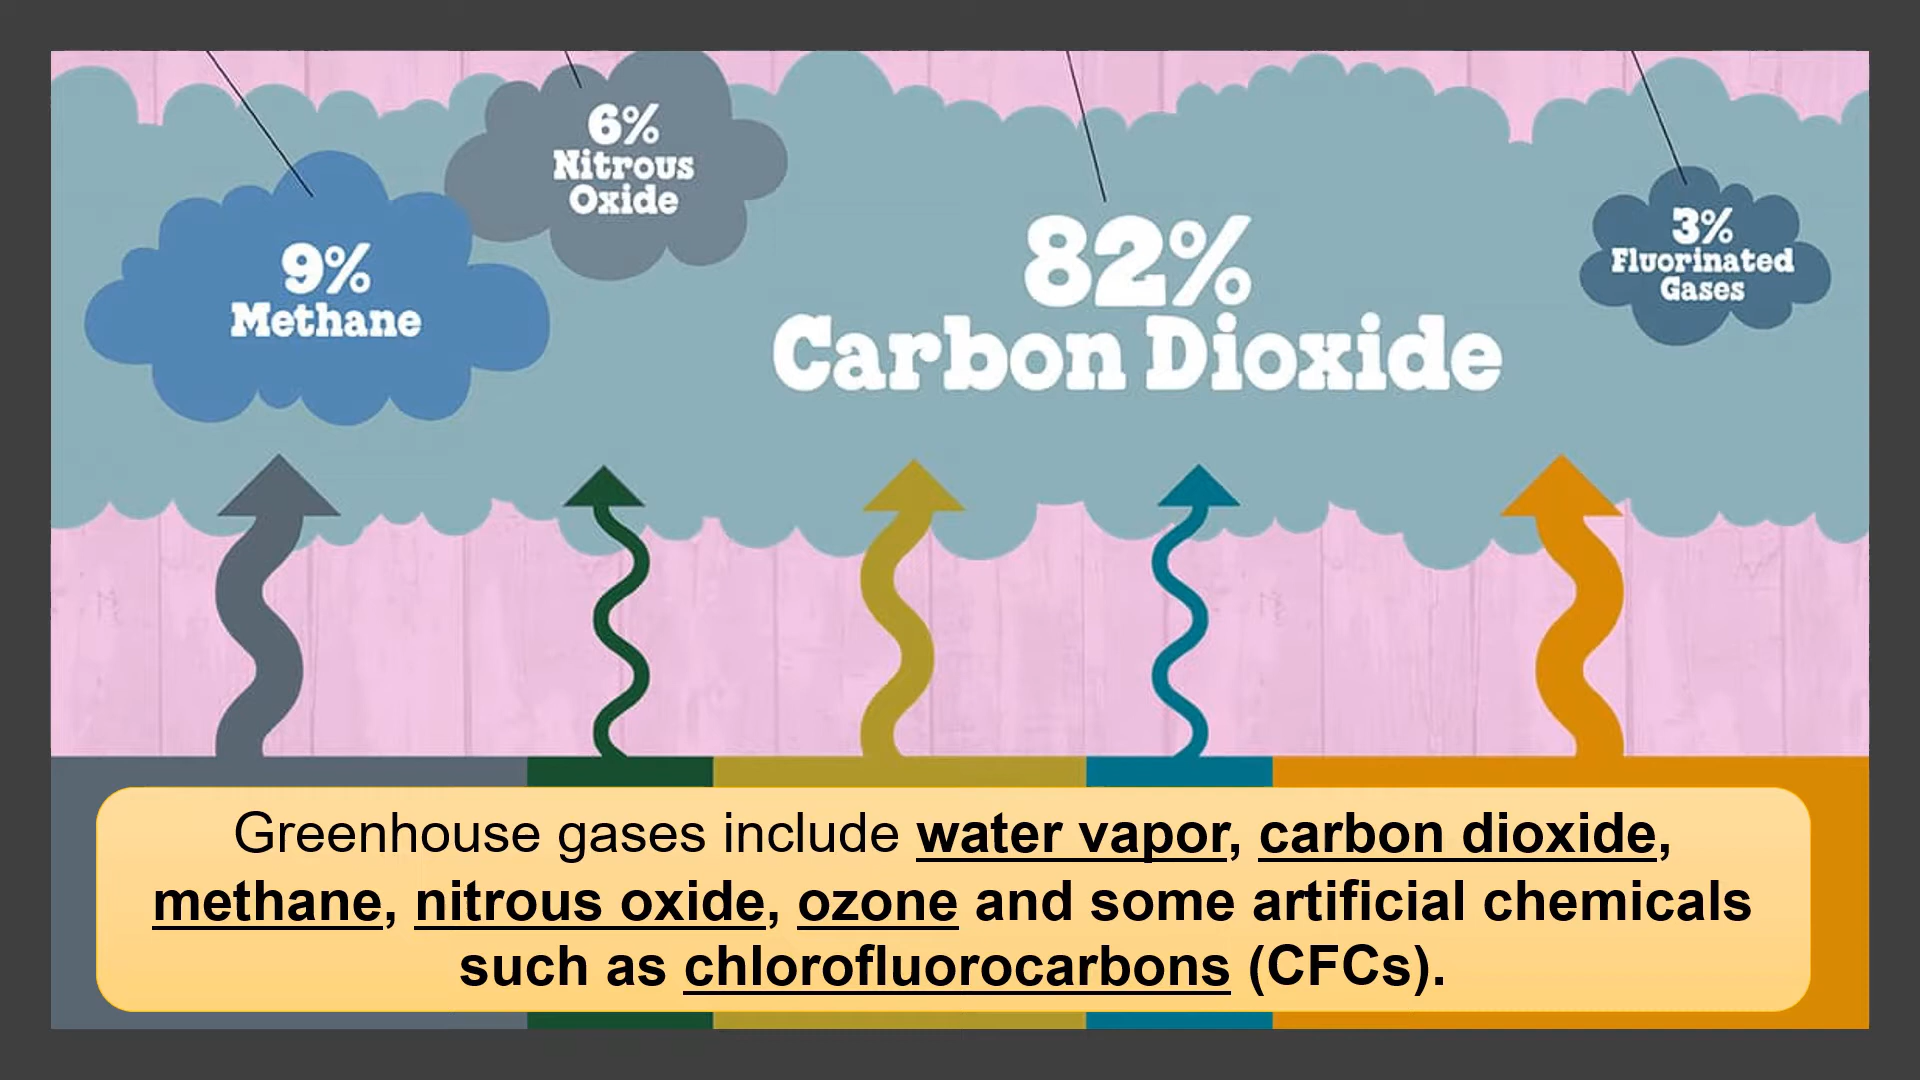 6%
Nitrous
Oxide
9%
Methane
82%
Carbon Dioxide
3%
Fluorinated
Gases
Greenhouse gases include water vapor, carbon dioxide,
methane, nitrous oxide, ozone and some artificial chemicals
such as chlorofluorocarbons (CFCs).